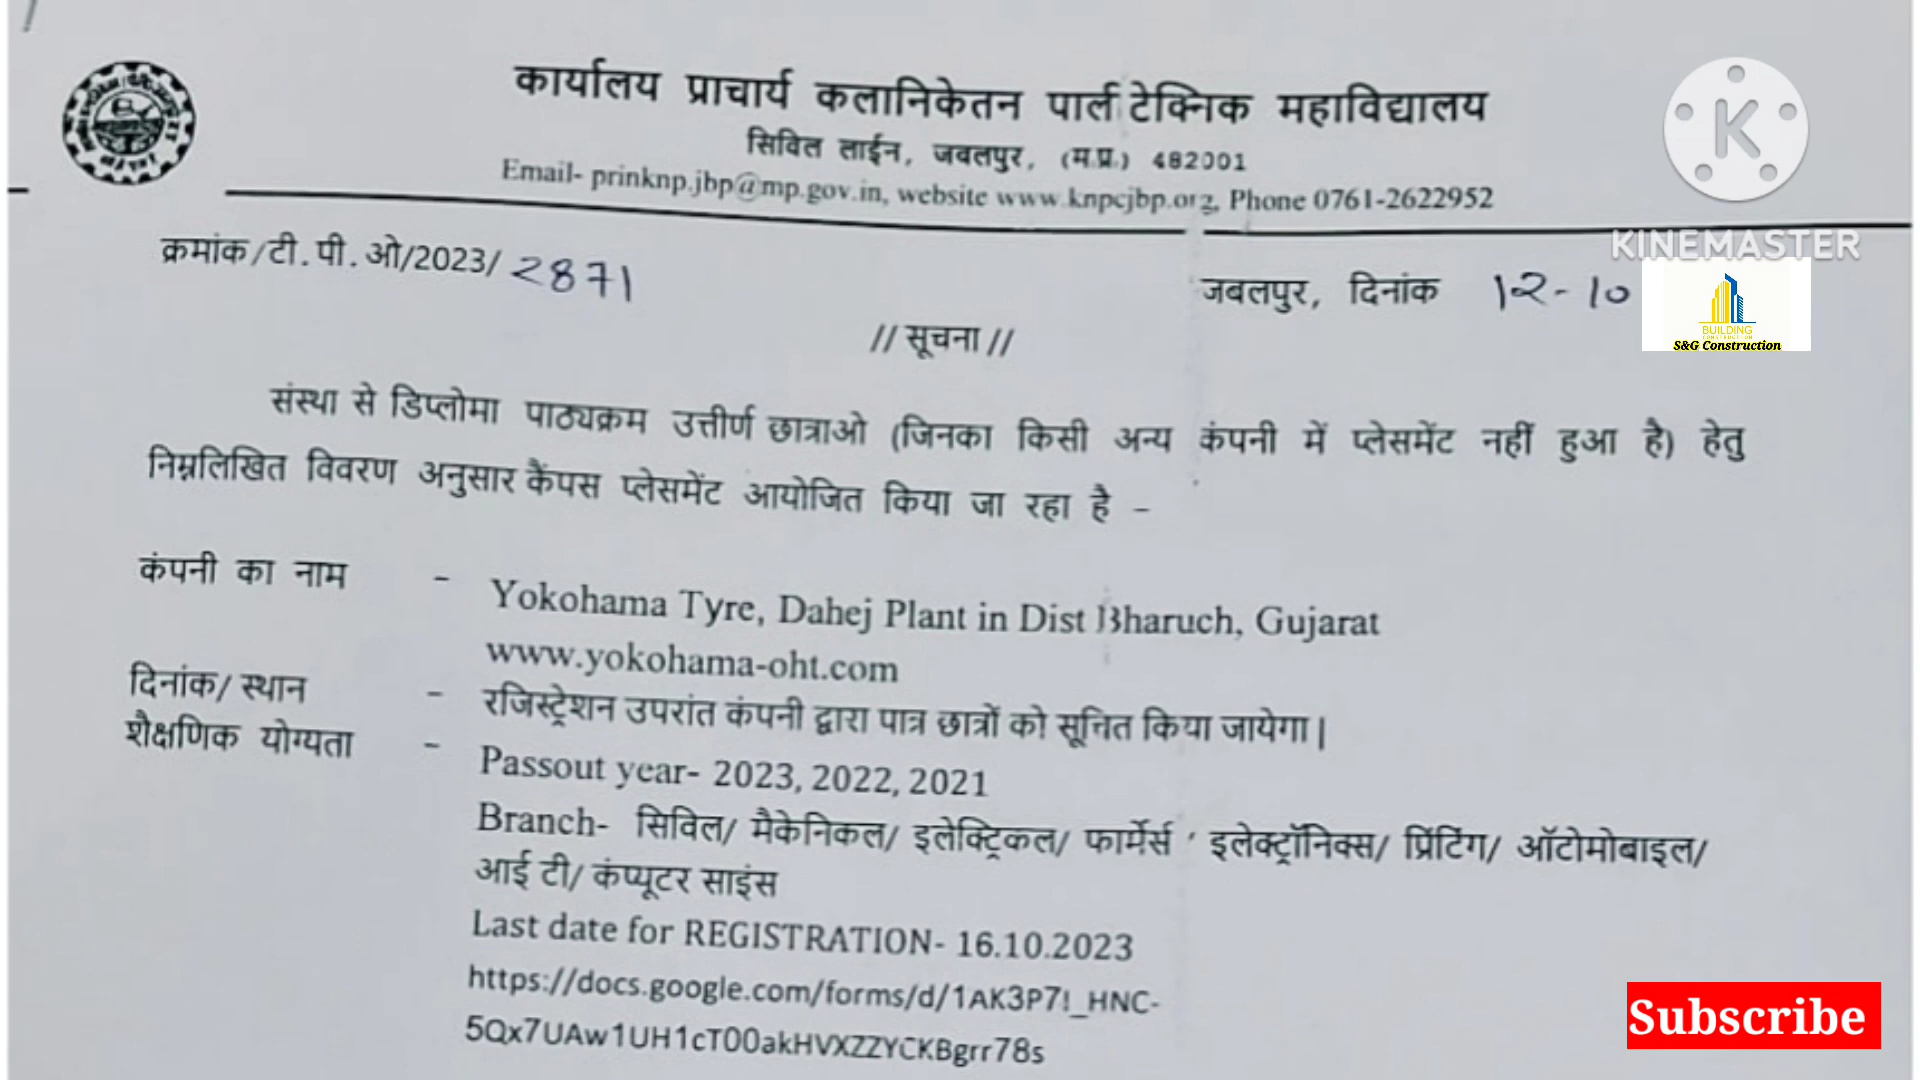 कार्यालय प्राचार्य कलानिकेतन पार्ल टेक्निक महाविद्यालय
सिविल लाईन, जबलपुर, (म.प्र.) 482001
Email- prinknp.jbp@mp.gov.in, website www.knpcjbp.org, Phone 0761-2622952
KINEMASTER
क्रमांक/टी.पी.ओ/2023/ 2871
जबलपुर, दिनांक 12-10
BUILDING
CONSTRUCTION
S&G Construction
// सूचना //
संस्था से डिप्लोमा पाठ्यक्रम उत्तीर्ण छात्राओ (जिनका किसी अन्य कंपनी में प्लेसमेंट नहीं हुआ है) हेतु
निम्नलिखित विवरण अनुसार कैंपस प्लेसमेंट आयोजित किया जा रहा है -
कंपनी का नाम - Yokohama Tyre, Dahej Plant in Dist Bharuch, Gujarat
www.yokohama-oht.com
दिनांक/ स्थान - रजिस्ट्रेशन उपरांत कंपनी द्वारा पात्र छात्रों को सूचित किया जायेगा |
शैक्षणिक योग्यता - Passout year- 2023, 2022, 2021
Branch- सिविल/ मैकेनिकल/ इलेक्ट्रिकल/ फार्मेर्स ' इलेक्ट्रॉनिक्स/ प्रिंटिंग/ ऑटोमोबाइल/
आई टी/ कंप्यूटर साइंस
Last date for REGISTRATION- 16.10.2023
https://docs.google.com/forms/d/1AK3P7!_HNC-
5Qx7UAw1UH1cT00akHVXZZYCKBgrr78s
Subscribe